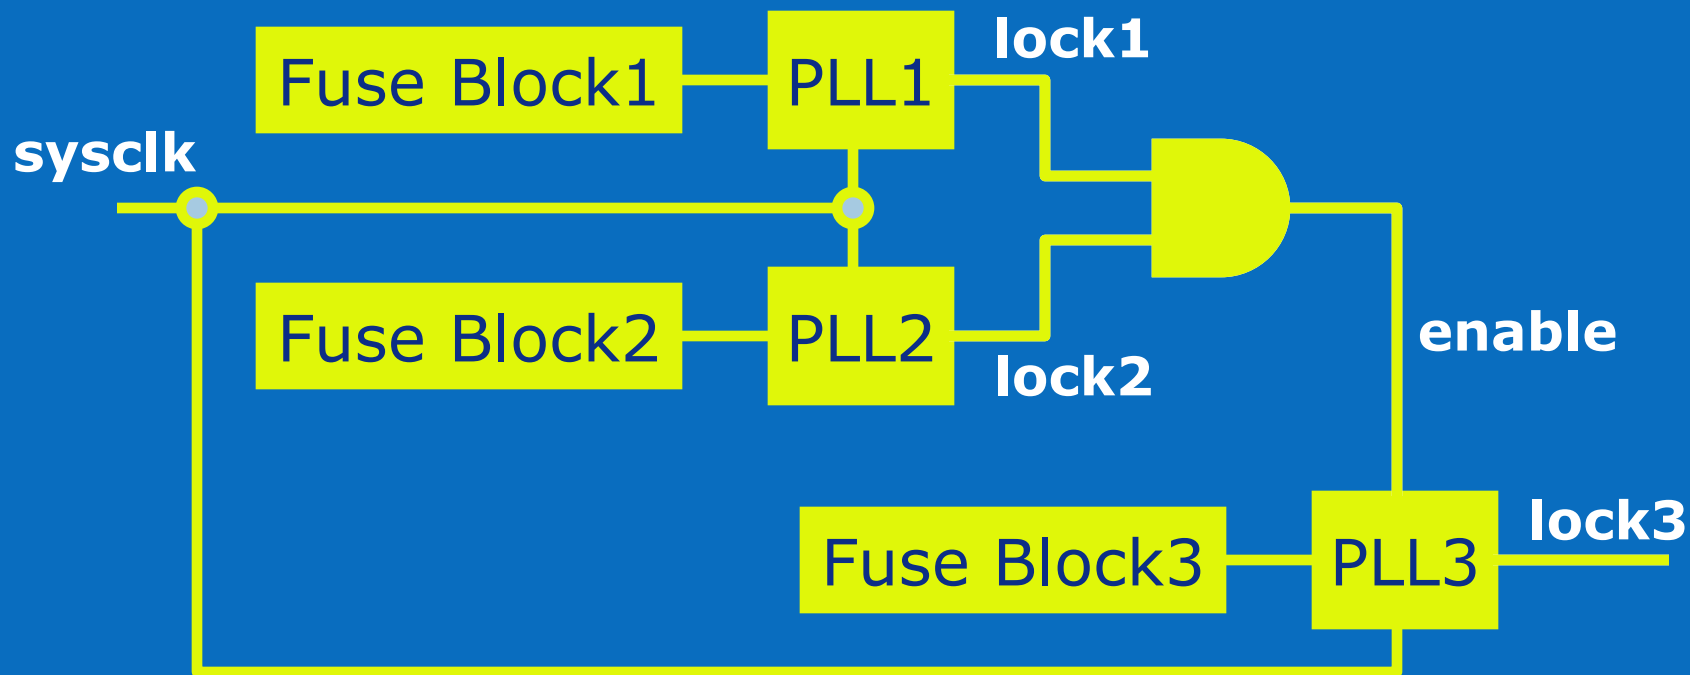 lock1
Fuse Block1
PLL1
sysclk
Fuse Block2
PLL2
lock2
enable
lock3
Fuse Block3
PLL3